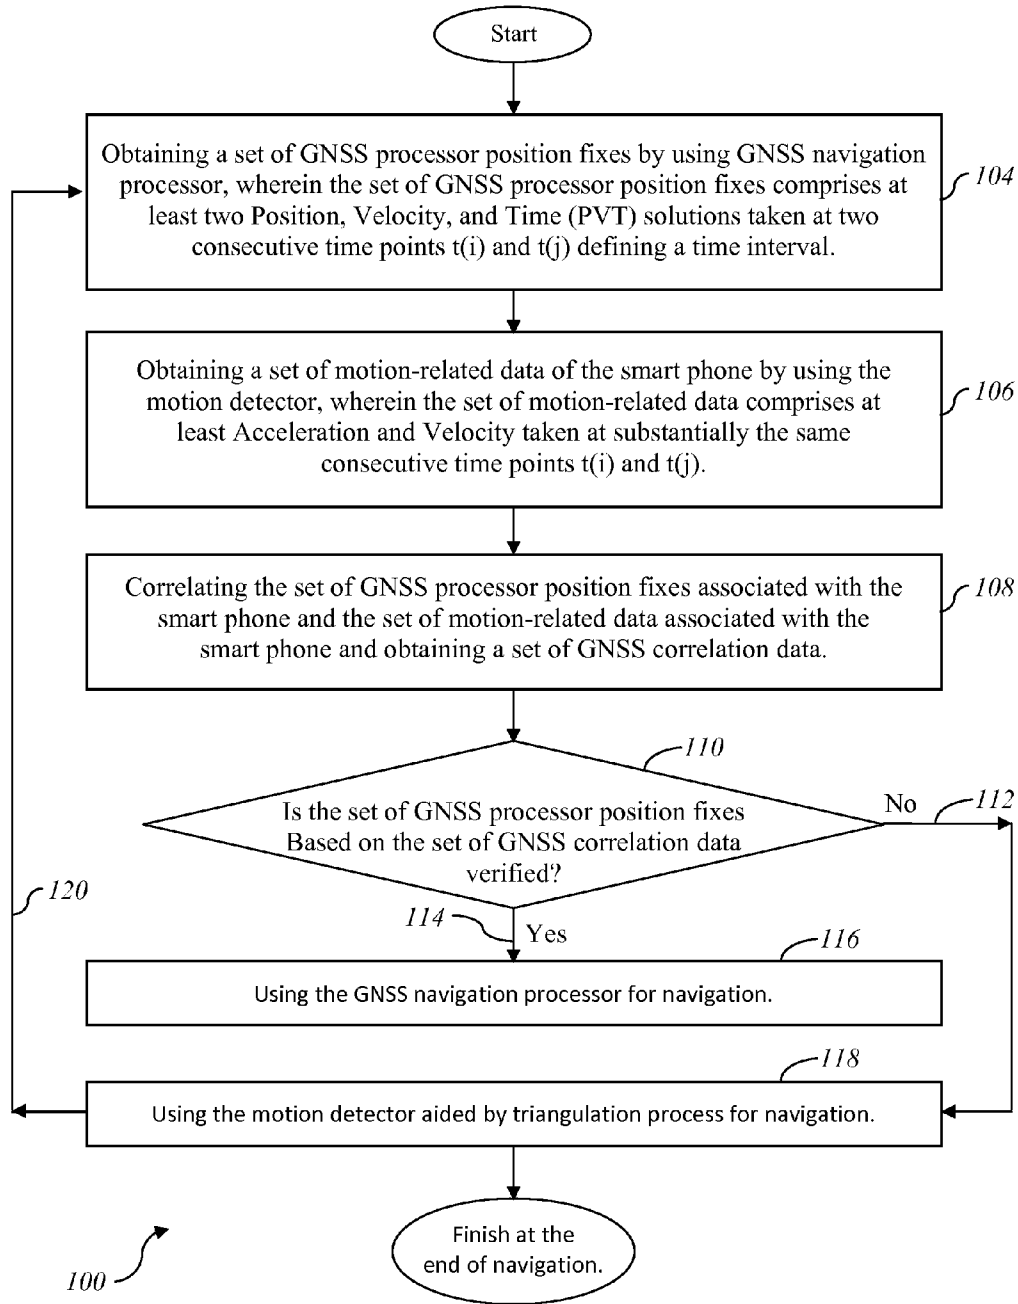 Start
Obtaining a set of GNSS processor position fixes by using GNSS navigation
processor, wherein the set of GNSS processor position fixes comprises at
least two Position, Velocity, and Time (PVT) solutions taken at two
consecutive time points t(i) and t(j) defining a time interval.
104
Obtaining a set of motion-related data of the smart phone by using the
motion detector, wherein the set of motion-related data comprises at
least Acceleration and Velocity taken at substantially the same
consecutive time points t(i) and t(j).
106
Correlating the set of GNSS processor position fixes associated with the
smart phone and the set of motion-related data associated with the
smart phone and obtaining a set of GNSS correlation data.
108
110
Is the set of GNSS processor position fixes
Based on the set of GNSS correlation data
verified?
No
112
120
114
Yes
116
Using the GNSS navigation processor for navigation.
118
Using the motion detector aided by triangulation process for navigation.
Finish at the
end of navigation.
100